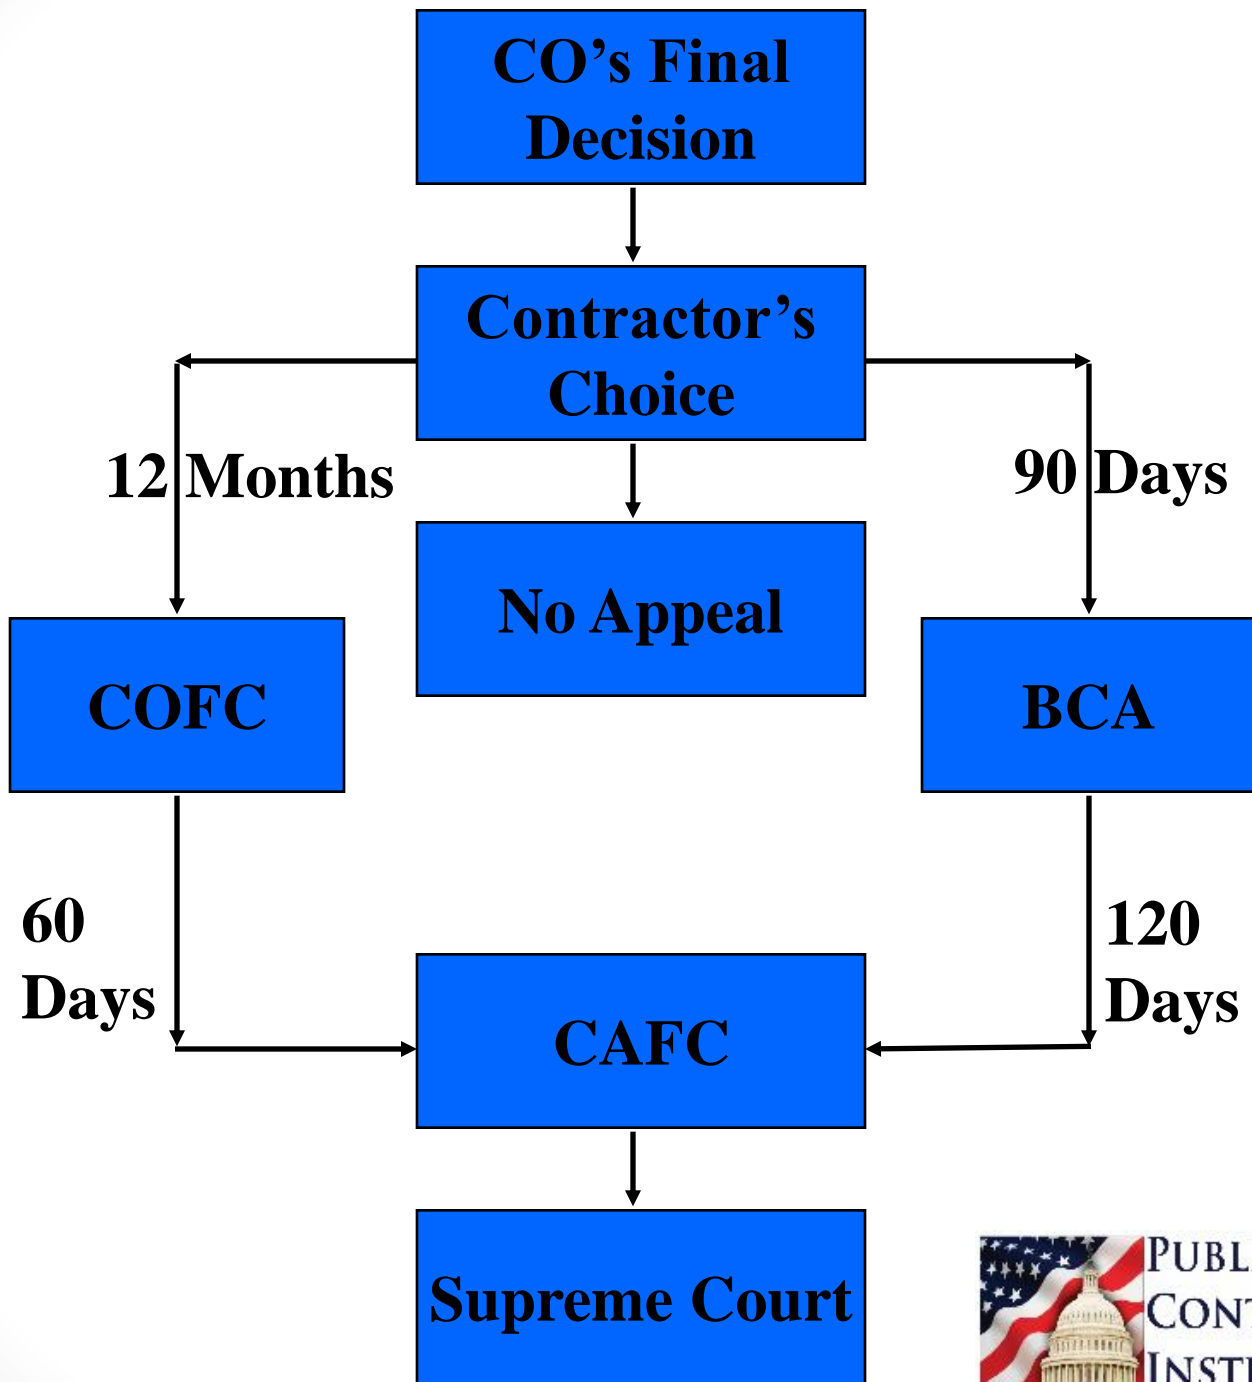 CO’s Final
Decision
Contractor’s
Choice
12 Months
90 Days
No Appeal
COFC
BCA
60
Days
120
Days
CAFC
Supreme Court